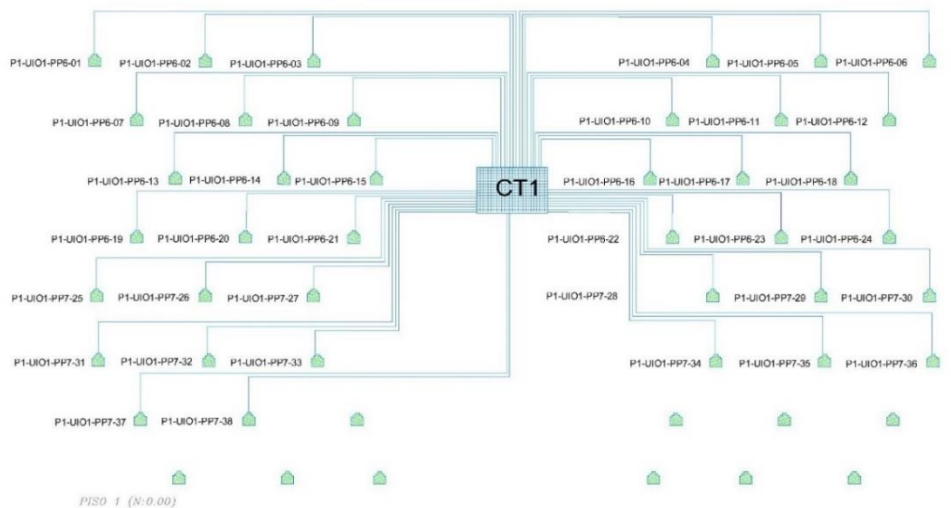 P1-UIO1-PP6-01 P1-UIO1-PP6-02 P1-UIO1-PP6-03 P1-UIO1-PP6-04 P1-UIO1-PP6-05 P1-UIO1-PP6-06
P1-UIO1-PP6-07 P1-UIO1-PP6-08 P1-UIO1-PP6-09 P1-UIO1-PP6-10 P1-UIO1-PP6-11 P1-UIO1-PP6-12
P1-UIO1-PP6-13 P1-UIO1-PP6-14 P1-UIO1-PP6-15 P1-UIO1-PP6-16 P1-UIO1-PP6-17 P1-UIO1-PP6-18
CT1
P1-UIO1-PP6-19 P1-UIO1-PP6-20 P1-UIO1-PP6-21 P1-UIO1-PP6-22 P1-UIO1-PP6-23 P1-UIO1-PP6-24
P1-UIO1-PP7-25 P1-UIO1-PP7-26 P1-UIO1-PP7-27 P1-UIO1-PP7-28 P1-UIO1-PP7-29 P1-UIO1-PP7-30
P1-UIO1-PP7-31 P1-UIO1-PP7-32 P1-UIO1-PP7-33 P1-UIO1-PP7-34 P1-UIO1-PP7-35 P1-UIO1-PP7-36
P1-UIO1-PP7-37 P1-UIO1-PP7-38
PISO 1 (N:0.00)